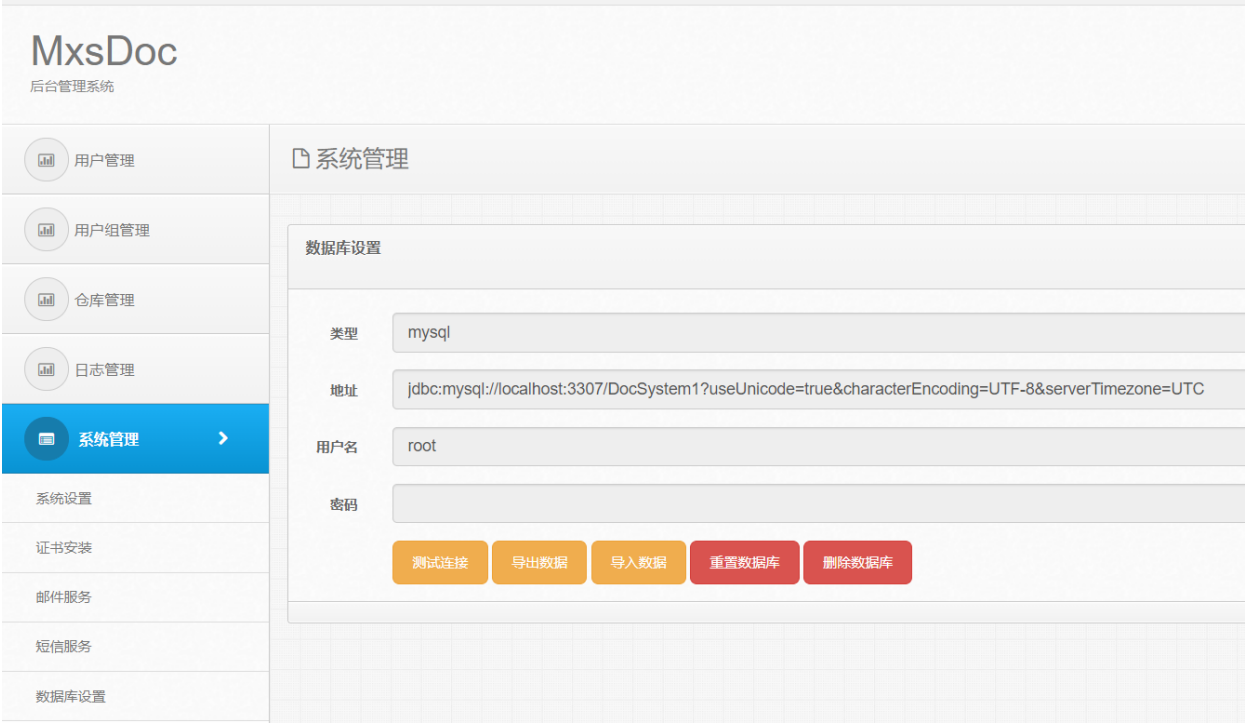 MxsDoc
后台管理系统
用户管理
用户组管理
仓库管理
日志管理
系统管理
系统设置
证书安装
邮件服务
短信服务
数据库设置
系统管理
数据库设置
类型 mysql
地址 jdbc:mysql://localhost:3307/DocSystem1?useUnicode=true&characterEncoding=UTF-8&serverTimezone=UTC
用户名 root
密码
测试连接 导出数据 导入数据 重置数据库 删除数据库